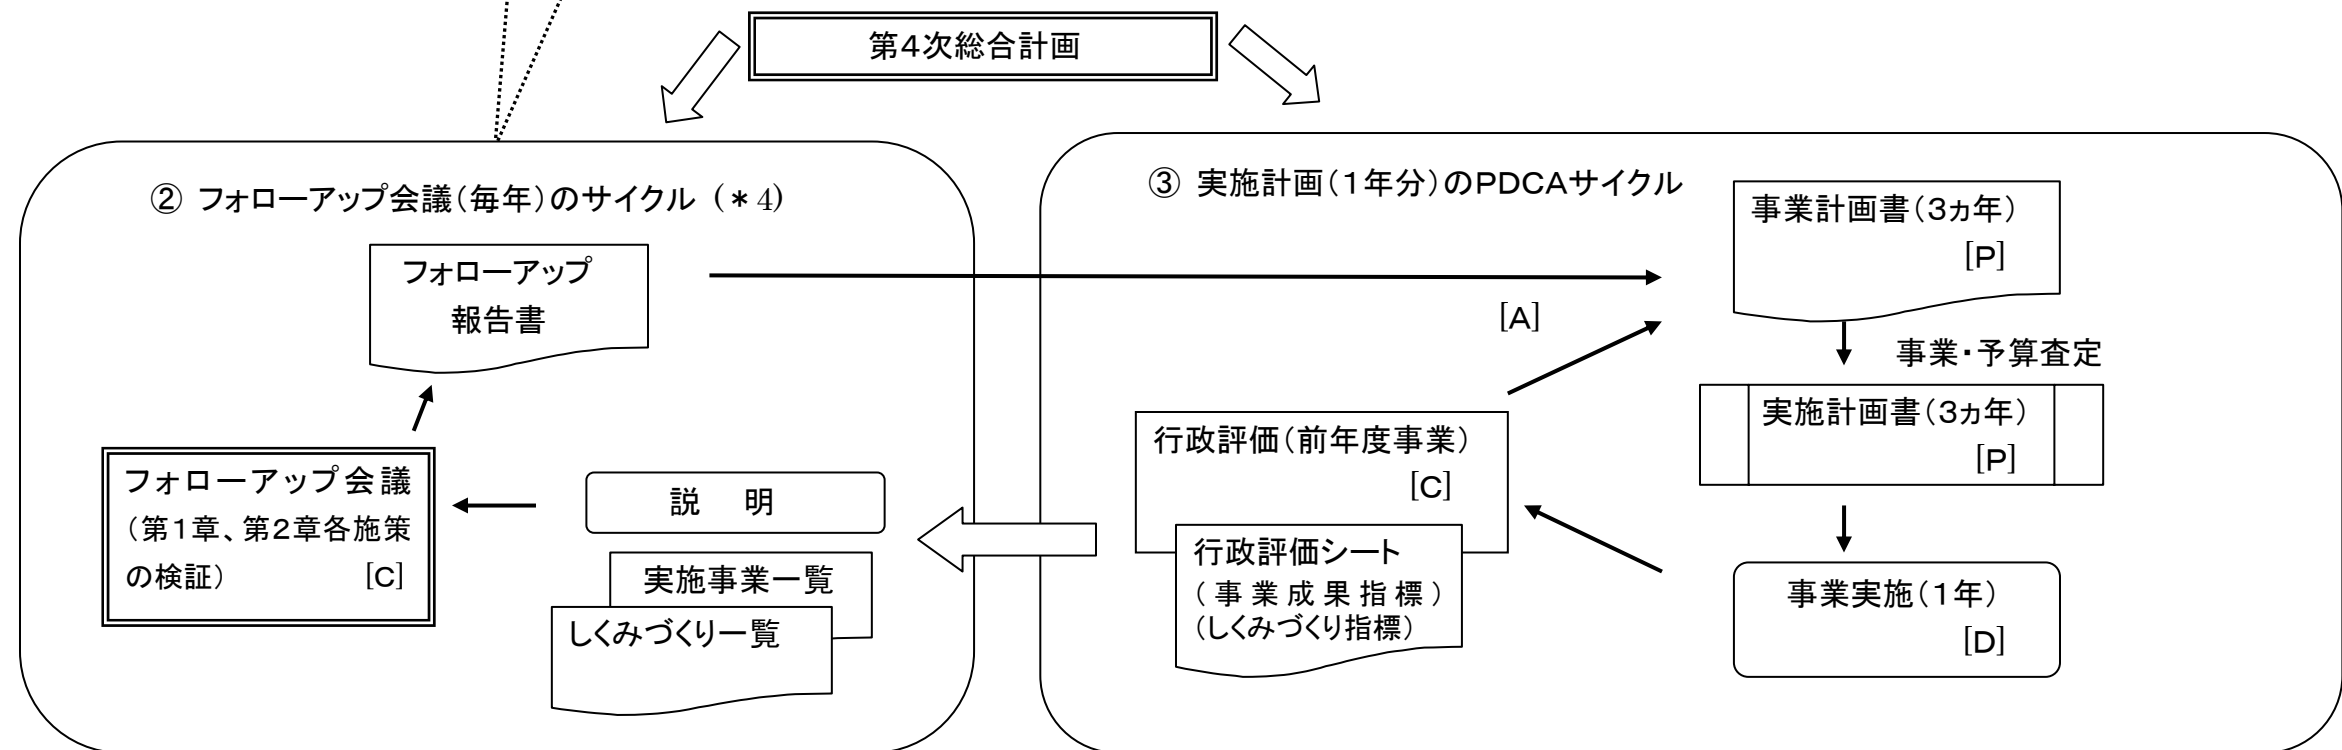 第4次総合計画
② フォローアップ会議(毎年)のサイクル (*4)
フォローアップ
報告書
フォローアップ会議
(第1章、第2章各施策
の検証) [C]
説 明
実施事業一覧
しくみづくり一覧
③ 実施計画(1年分)のPDCAサイクル
事業計画書(3ヵ年)
[P]
[A]
事業・予算査定
実施計画書(3ヵ年)
[P]
行政評価(前年度事業)
[C]
行政評価シート
(事業成果指標)
(しくみづくり指標)
事業実施(1年)
[D]